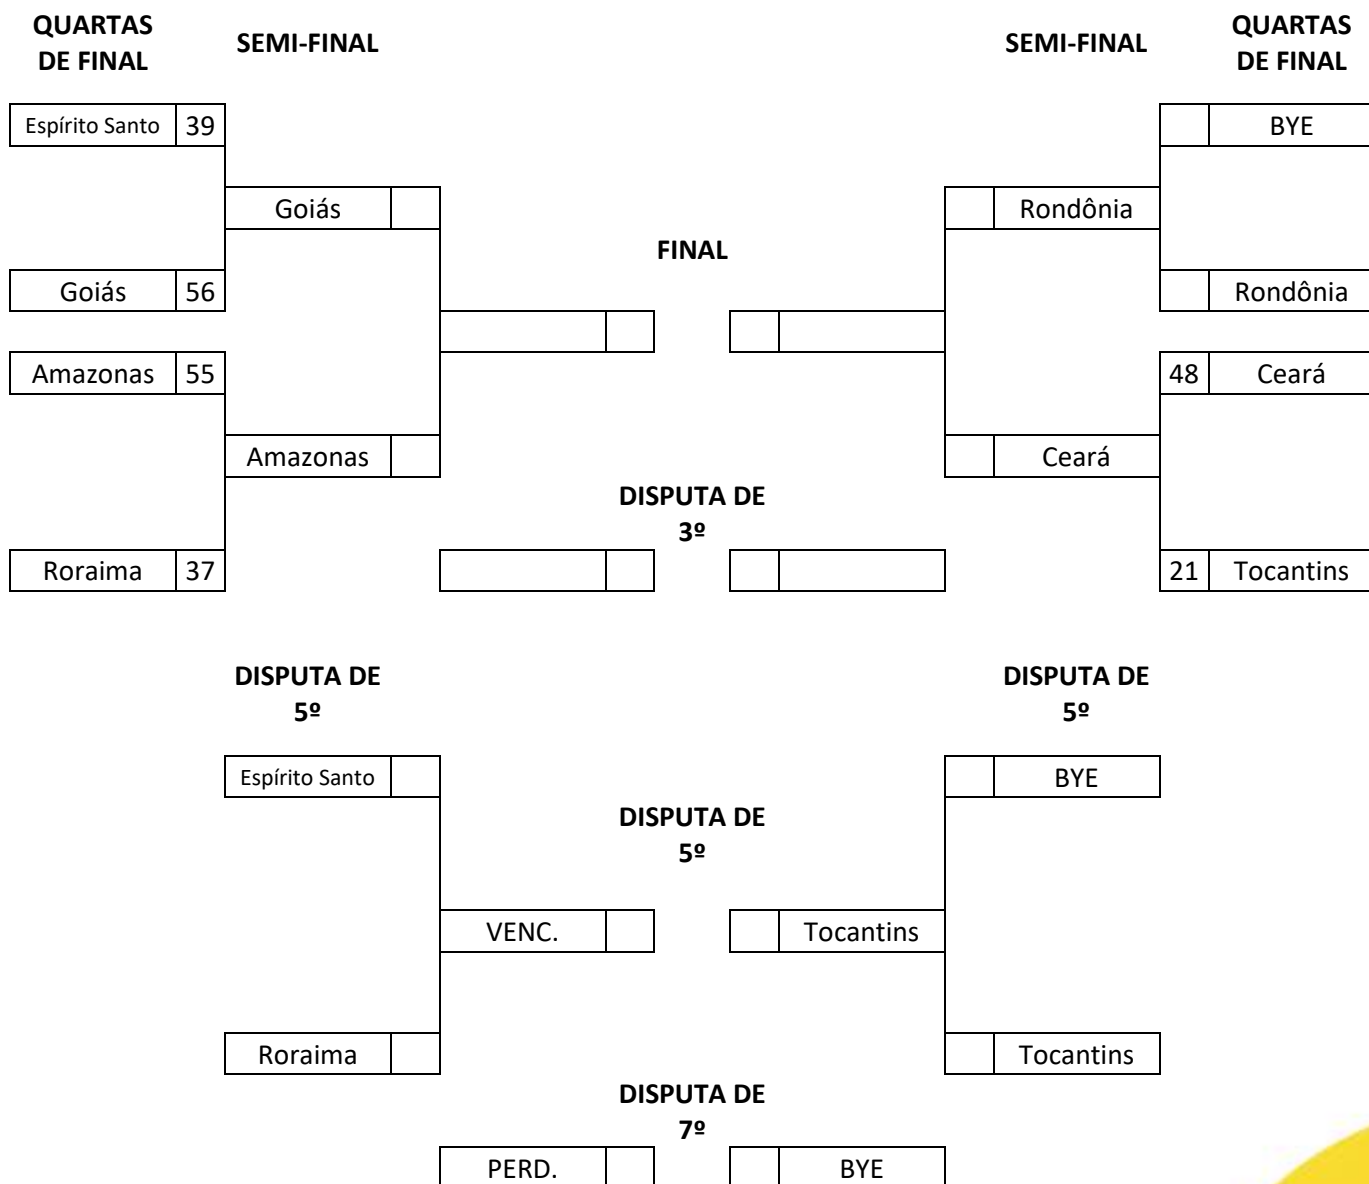 QUARTAS
DE FINAL
SEMI-FINAL
SEMI-FINAL
QUARTAS
DE FINAL
Espírito Santo 39
BYE
Goiás
Rondônia
FINAL
Goiás 56
Rondônia
Amazonas 55
48 Ceará
Amazonas
Ceará
DISPUTA DE
3º
Roraima 37
21 Tocantins
DISPUTA DE
5º
DISPUTA DE
5º
Espírito Santo
BYE
DISPUTA DE
5º
VENC.
Tocantins
Roraima
Tocantins
DISPUTA DE
7º
PERD.
BYE